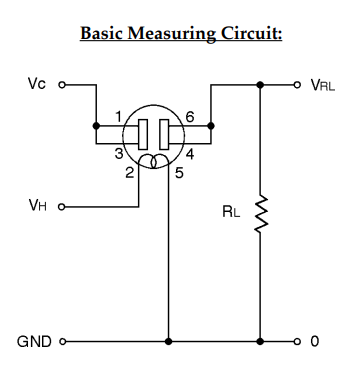 Basic Measuring Circuit:
Vc
VRL
1
6
3
4
2
5
VH
RL
GND
0